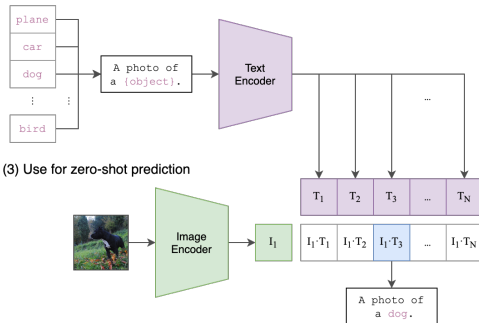 plane
car
dog
⋮ ⋮
bird
A photo of
a {object}.
Text
Encoder
...
(3) Use for zero-shot prediction
T1 T2 T3 ... TN
Image
Encoder
I1
I1·T1 I1·T2 I1·T3 ... I1·TN
A photo of
a dog.